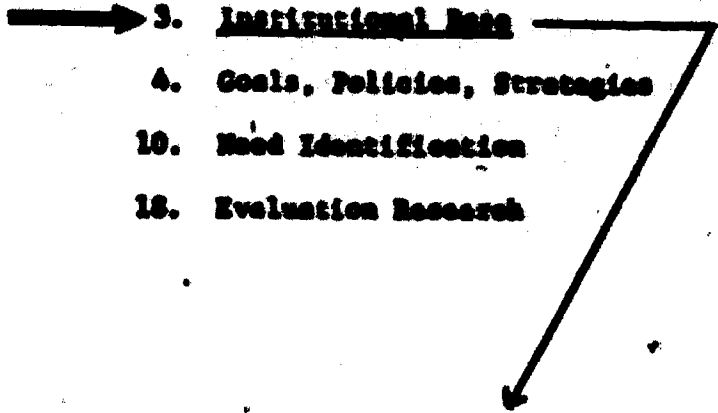 3. Institutional Base
4. Goals, Policies, Strategies
10. Need Identification
18. Evaluation Research